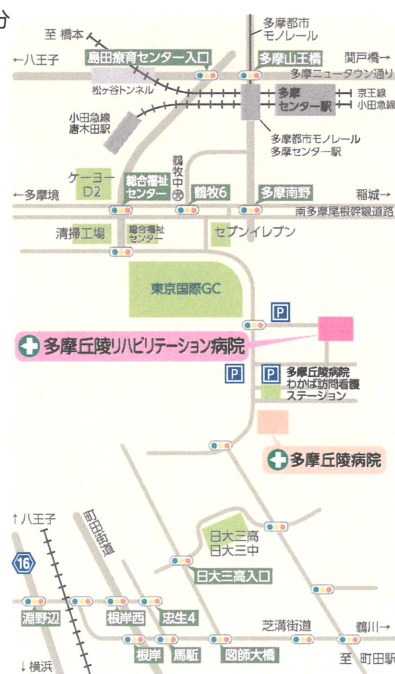 分
至 橋本
多摩都市
モノレール
←八王子
島田療育センター入口
多摩山王橋
関戸橋→
多摩ニュータウン通り
松ヶ谷トンネル
多摩
センター駅
京王線
小田急線
小田急線
唐木田駅
多摩都市モノレール
多摩センター駅
ケーヨー
D2
鶴牧中
←多摩境
総合福祉
センター
鶴牧6
多摩南野
稲城→
南多摩尾根幹線道路
清掃工場
総合福祉
センター
セブンイレブン
東京国際GC
P
多摩丘陵リハビリテーション病院
P
P
多摩丘陵病院
わかば訪問看護
ステーション
多摩丘陵病院
↑八王子
町田街道
日大三高
日大三中
16
日大三高入口
淵野辺
根岸西
忠生4
芝溝街道
鶴川→
根岸
馬駈
図師大橋
至 町田駅
↓横浜